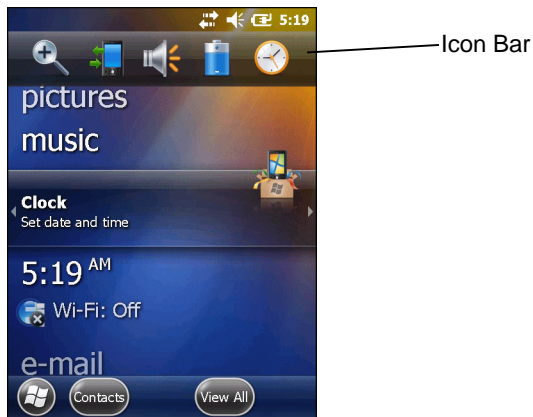 5:19
Icon Bar
pictures
music
Clock
Set date and time
5:19 AM
Wi-Fi: Off
e-mail
Contacts
View All